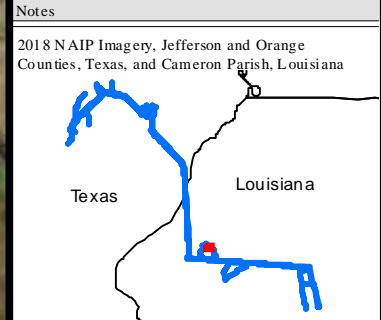 Notes
2018 NAIP Imagery, Jefferson and Orange
Counties, Texas, and Cameron Parish, Louisiana
Louisiana
Texas